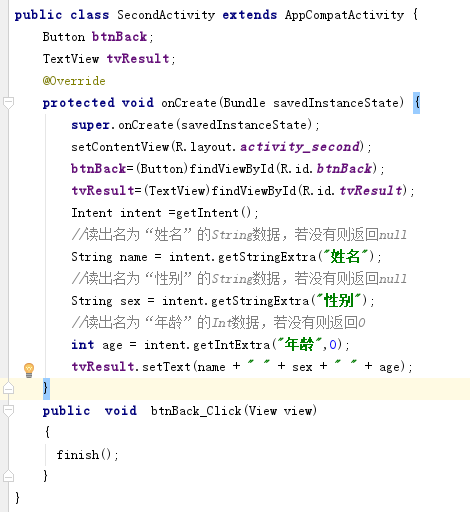 public class SecondActivity extends AppCompatActivity {
    Button btnBack;
    TextView tvResult;
    @Override
    protected void onCreate(Bundle savedInstanceState) {
        super.onCreate(savedInstanceState);
        setContentView(R.layout.activity_second);
        btnBack=(Button)findViewById(R.id.btnBack);
        tvResult=(TextView)findViewById(R.id.tvResult);
        Intent intent =getIntent();
        //读出名为“姓名”的String数据，若没有则返回null
        String name = intent.getStringExtra("姓名");
        //读出名为“性别”的String数据，若没有则返回null
        String sex = intent.getStringExtra("性别");
        //读出名为“年龄”的Int数据，若没有则返回0
        int age = intent.getIntExtra("年龄",0);
        tvResult.setText(name + " " + sex + " " + age);
    }
    public  void  btnBack_Click(View view)
    {
      finish();
    }
}